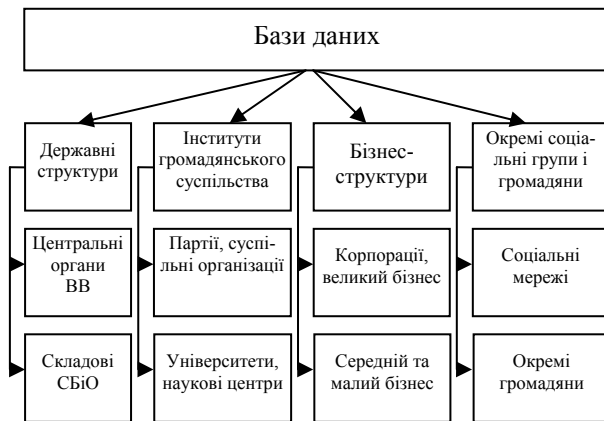 Бази даних
Державні
структури
Інститути
громадянського
суспільства
Бізнес-
структури
Окремі соціа-
льні групи і
громадяни
Центральні
органи
ВВ
Партії, суспі-
льні організації
Корпорації,
великий бізнес
Соціальні
мережі
Складові
СБіО
Університети,
наукові центри
Середній та
малий бізнес
Окремі
громадяни